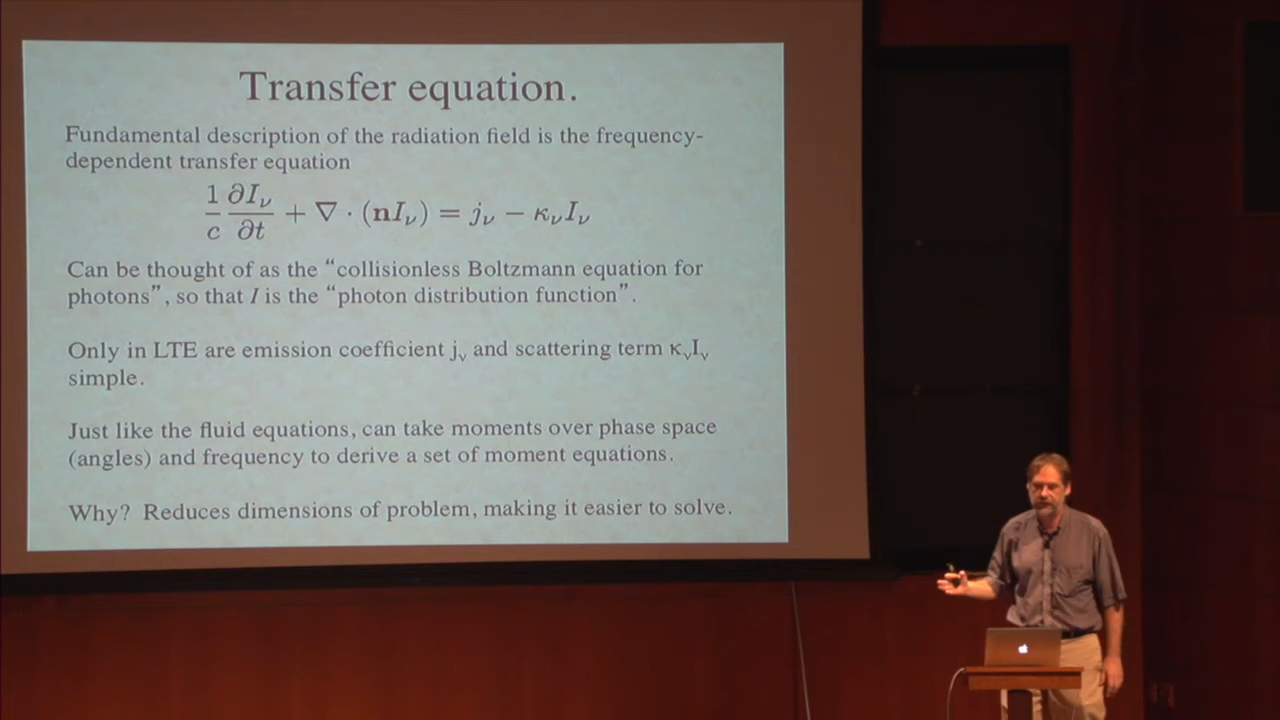 Transfer equation.
Fundamental description of the radiation field is the frequency-
dependent transfer equation
\frac{1}{c} \frac{\partial I_ν}{\partial t} + ∇ · (nI_ν) = j_ν − κ_νI_ν
Can be thought of as the “collisionless Boltzmann equation for
photons”, so that I is the “photon distribution function”.
Only in LTE are emission coefficient j_ν and scattering term κ_νI_ν
simple.
Just like the fluid equations, can take moments over phase space
(angles) and frequency to derive a set of moment equations.
Why? Reduces dimensions of problem, making it easier to solve.